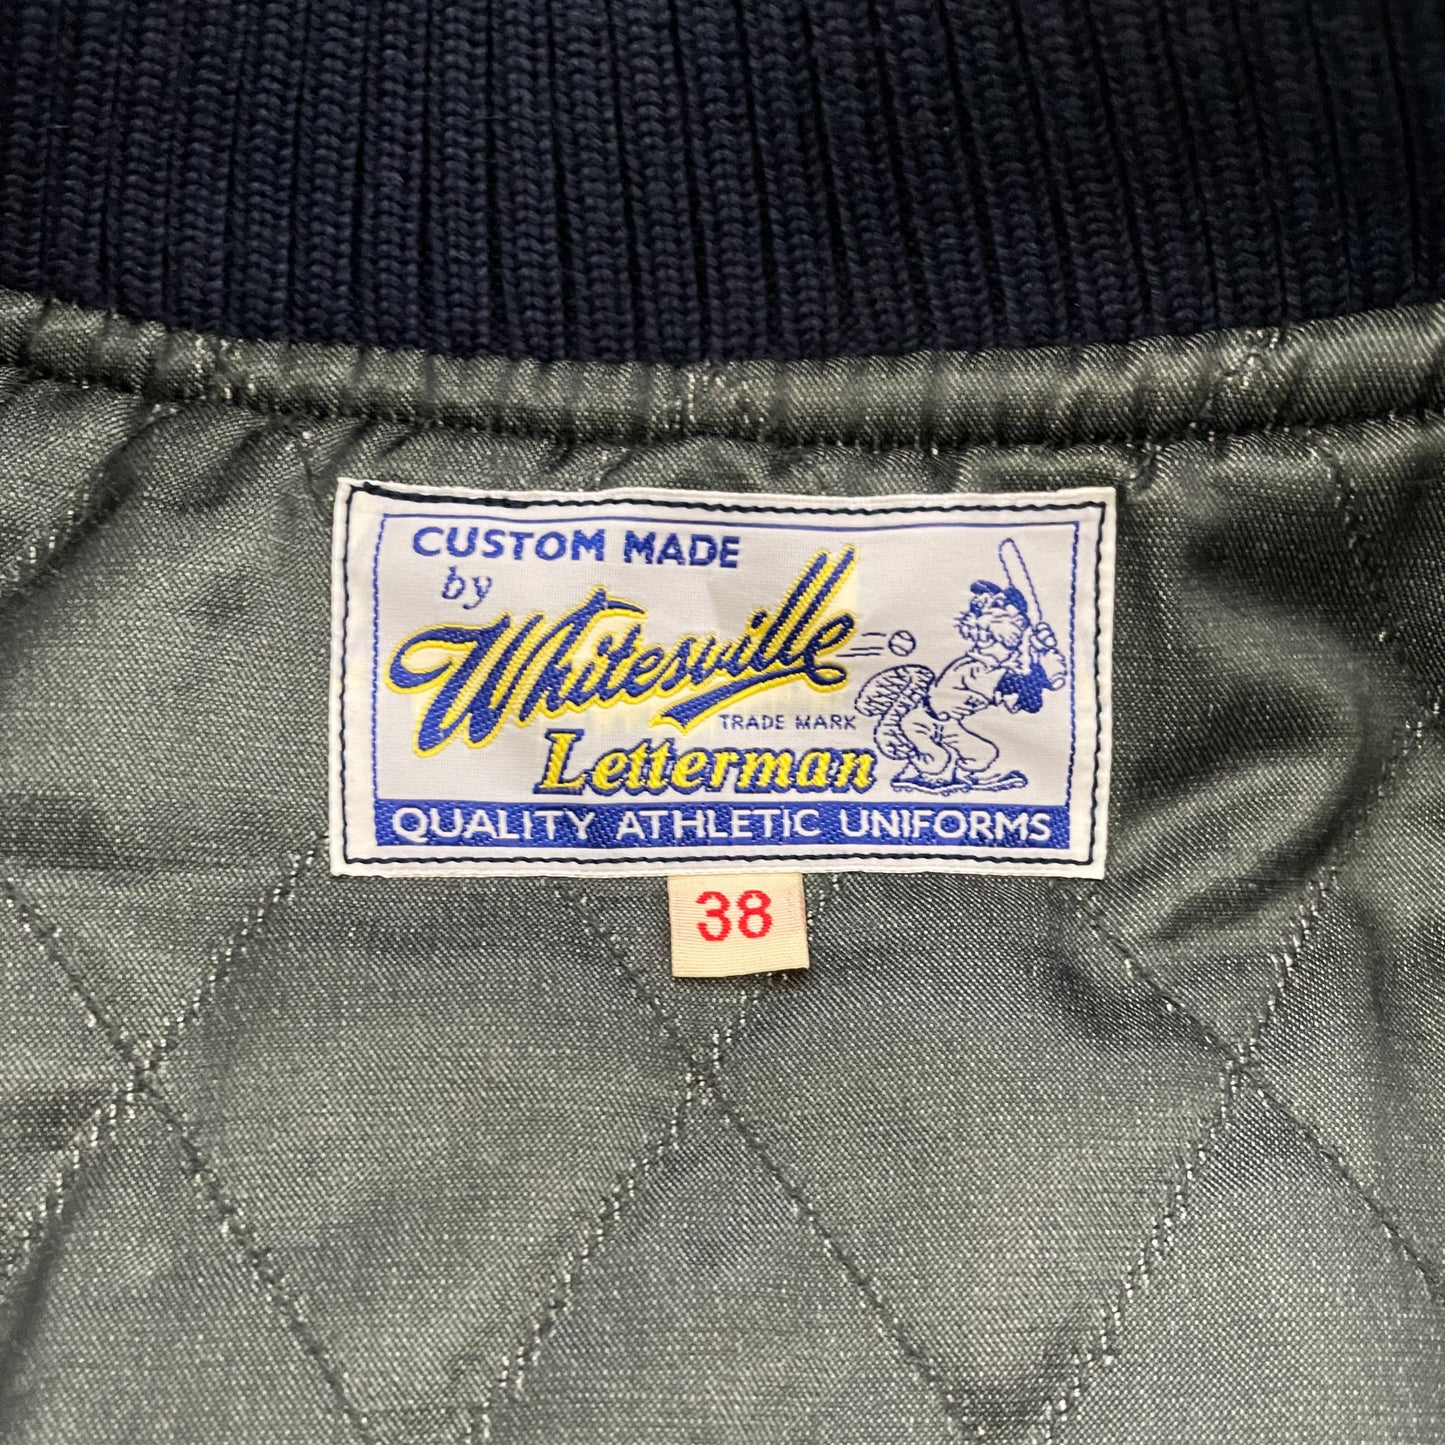 CUSTOM MADE
by
Whitesville
TRADE MARK
Letterman
QUALITY ATHLETIC UNIFORMS
38